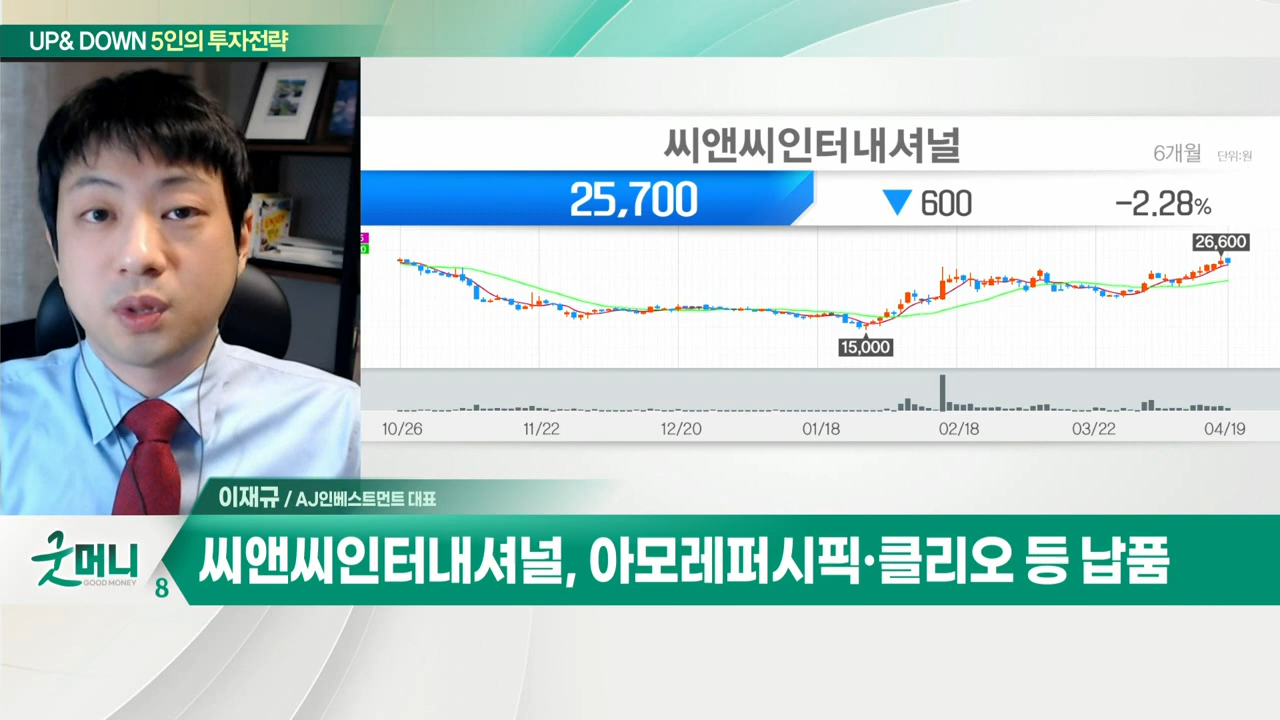 UP& DOWN 5인의 투자전략
씨앤씨인터내셔널
6개월 단위:원
25,700 ▼ 600 -2.28%
26,600
15,000
10/26 11/22 12/20 01/18 02/18 03/22 04/19
이재규 / AJ인베스트먼트 대표
굿머니
GOOD MONEY
8
씨앤씨인터내셔널, 아모레퍼시픽·클리오 등 납품